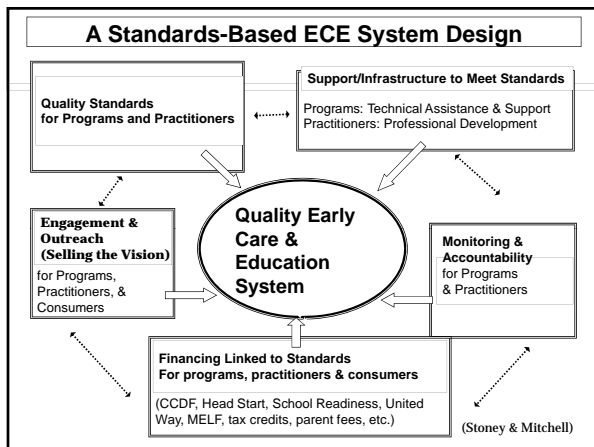 A Standards-Based ECE System Design
Quality Standards
for Programs and Practitioners
Support/Infrastructure to Meet Standards
Programs: Technical Assistance & Support
Practitioners: Professional Development
Engagement &
Outreach
(Selling the Vision)
for Programs,
Practitioners, &
Consumers
Quality Early
Care &
Education
System
Monitoring &
Accountability
for Programs
& Practitioners
Financing Linked to Standards
For programs, practitioners & consumers
(CCDF, Head Start, School Readiness, United
Way, MELF, tax credits, parent fees, etc.)
(Stoney & Mitchell)